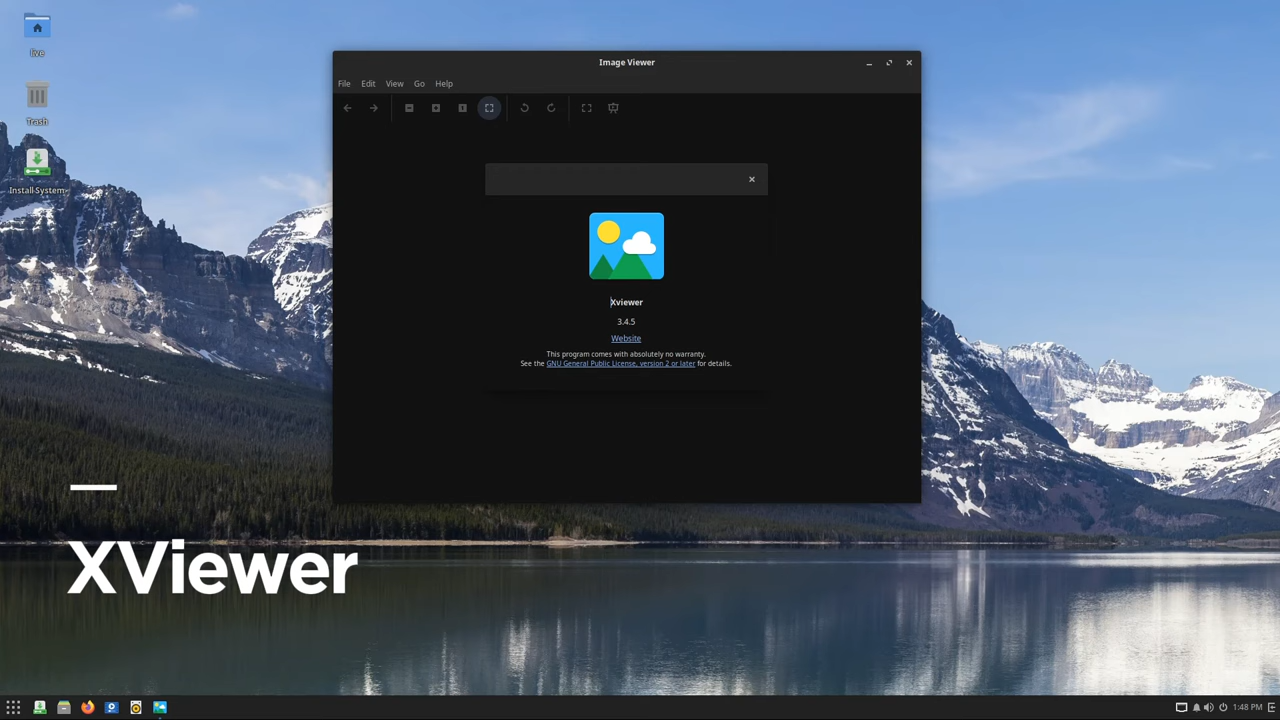 live
Trash
Install System
Image Viewer
File Edit View Go Help
Xviewer
3.4.5
Website
This program comes with absolutely no warranty.
See the GNU General Public License, version 2 or later for details.
XViewer
1:48 PM